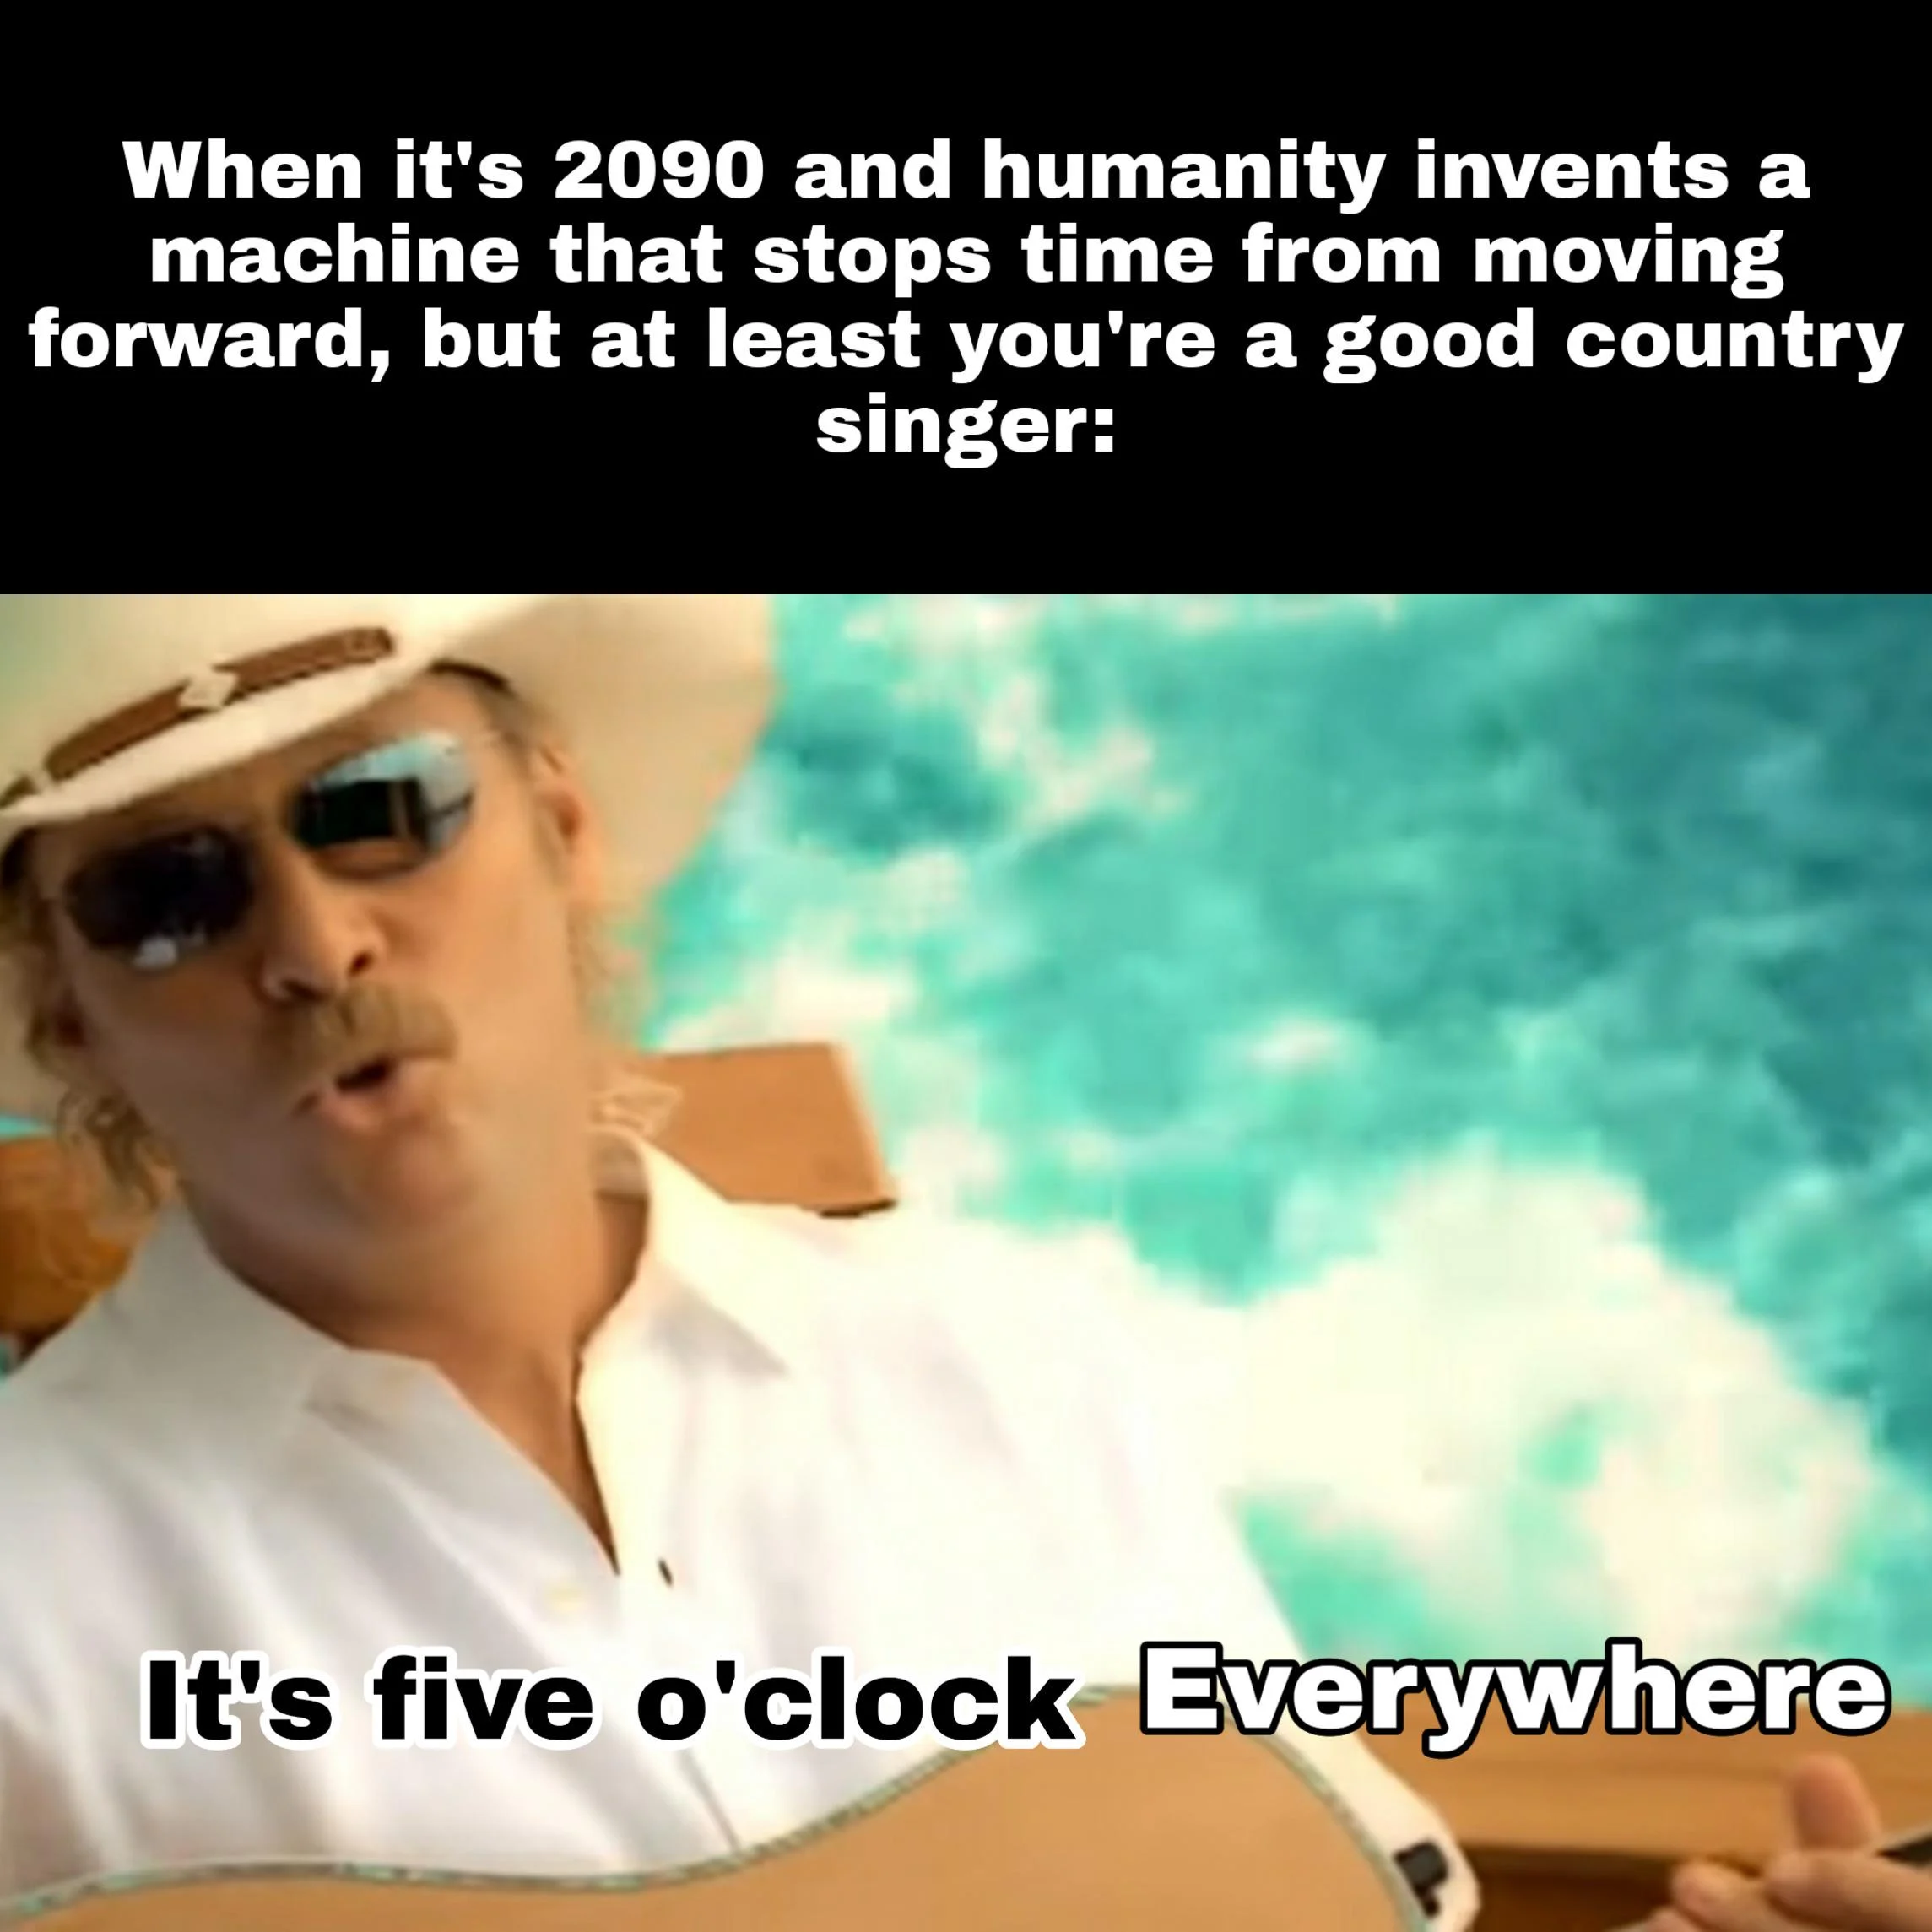 When it's 2090 and humanity invents a
machine that stops time from moving
forward, but at least you're a good country
singer:
It's five o'clock Everywhere